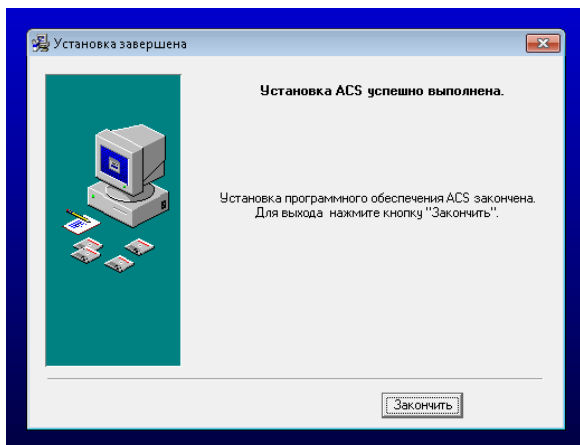 Установка завершена
Установка ACS успешно выполнена.
Установка программного обеспечения ACS закончена.
Для выхода нажмите кнопку "Закончить".
Закончить